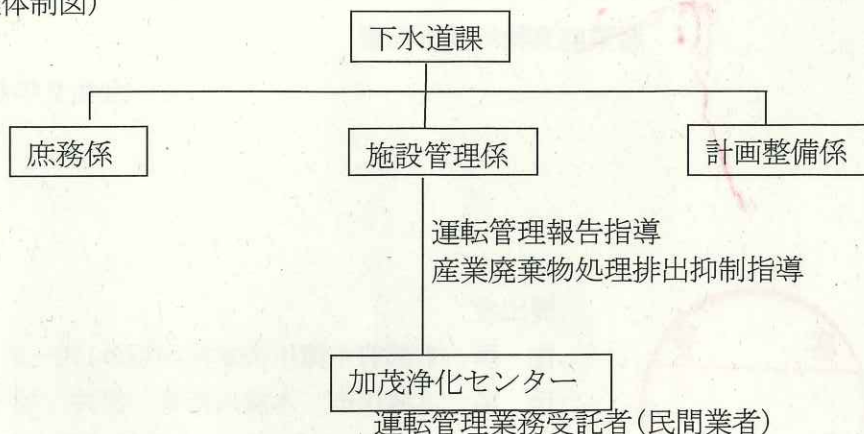 体制図)
下水道課
庶務係
施設管理係
計画整備係
運転管理報告指導
産業廃棄物処理排出抑制指導
加茂浄化センター
運転管理業務受託者(民間業者)